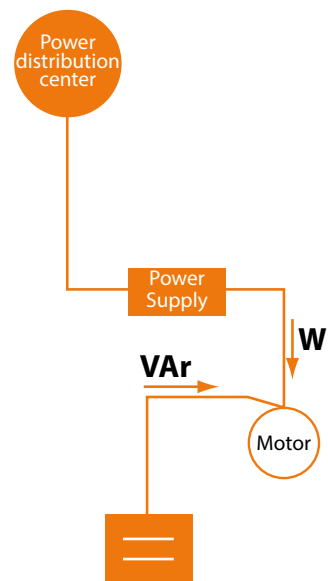 Power
distribution
center
Power
Supply
W
VAr
Motor